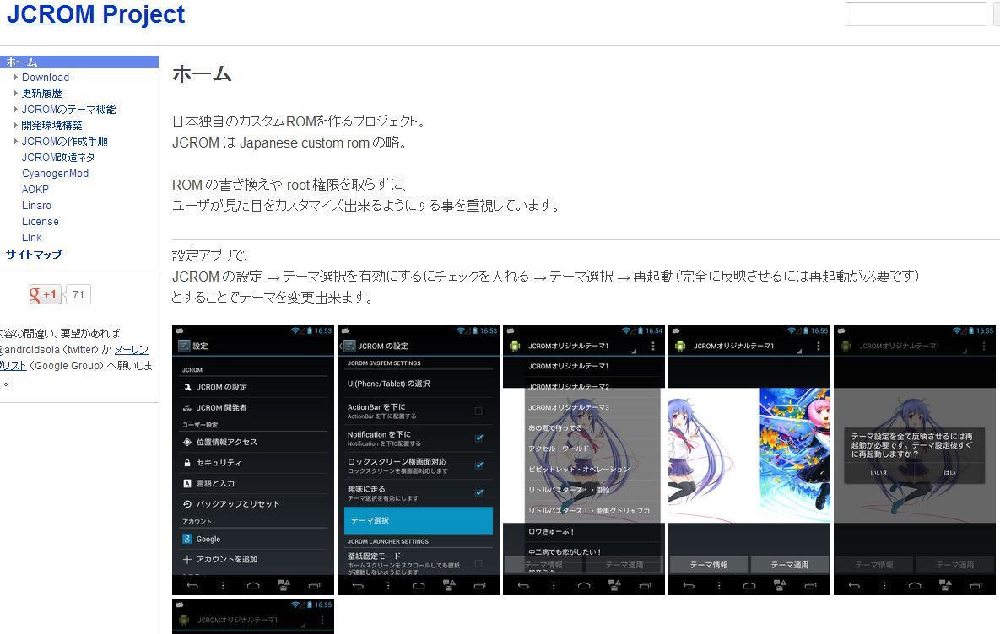 JCROM Project
ホーム
Download
更新履歴
JCROMのテーマ機能
開発環境構築
JCROMの作成手順
JCROM改造ネタ
CyanogenMod
AOKP
Linaro
License
LInk
サイトマップ
+1 71
内容の間違い、要望があれば
@androidsola (twitter) か メーリン
グリスト (Google Group) へ願いしま
す。
ホーム
日本独自のカスタムROMを作るプロジェクト。
JCROM は Japanese custom rom の略。
ROM の書き換えや root 権限を取らずに、
ユーザが見た目をカスタマイズ出来るようにする事を重視しています。
設定アプリで、
JCROM の設定 → テーマ選択を有効にするにチェックを入れる → テーマ選択 → 再起動(完全に反映させるには再起動が必要です)
とすることでテーマを変更出来ます。
16:53
設定
JCROM
JCROM の設定
JCROM 開発者
ユーザー設定
位置情報アクセス
セキュリティ
言語と入力
バックアップとリセット
アカウント
Google
アカウントを追加
16:53
JCROM の設定
JCROM SYSTEM SETTINGS
UI(Phone/Tablet) の選択
ActionBar を下に
ActionBar を下に配置する
Notification を下に
Notification を下に配置する
ロックスクリーン横画面対応
ロックスクリーンを横画面対応します
趣味に走る
テーマ選択を有効にします
テーマ選択
JCROM LAUNCHER SETTINGS
壁紙固定モード
ホームスクリーンをスクロールしても壁紙
が連動しないようにします
16:54
JCROMオリジナルテーマ1
JCROMオリジナルテーマ1
JCROMオリジナルテーマ2
JCROMオリジナルテーマ3
あの夏で待ってる
アクセル・ワールド
ビビッドレッド・オペレーション
リトルバスターズ！・棗鈴
リトルバスターズ！・能美クドリャフカ
ロウきゅーぶ！
中二病でも恋がしたい！
テーマ情報 テーマ適用
16:55
JCROMオリジナルテーマ1
テーマ情報 テーマ適用
16:55
JCROMオリジナルテーマ1
テーマ設定を全て反映させるには再
起動が必要です。テーマ設定後すぐ
に再起動しますか？
いいえ はい
テーマ情報 テーマ適用
16:55
JCROMオリジナルテーマ1